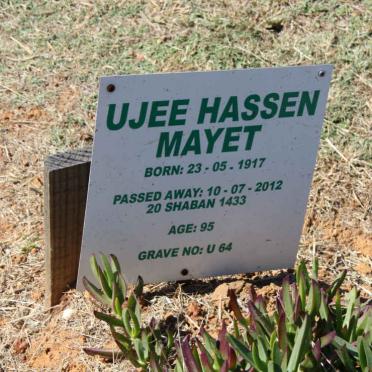 UJEE HASSEN
MAYET
BORN: 23 - 05 - 1917
PASSED AWAY: 10 - 07 - 2012
20 SHABAN 1433
AGE: 95
GRAVE NO: U 64